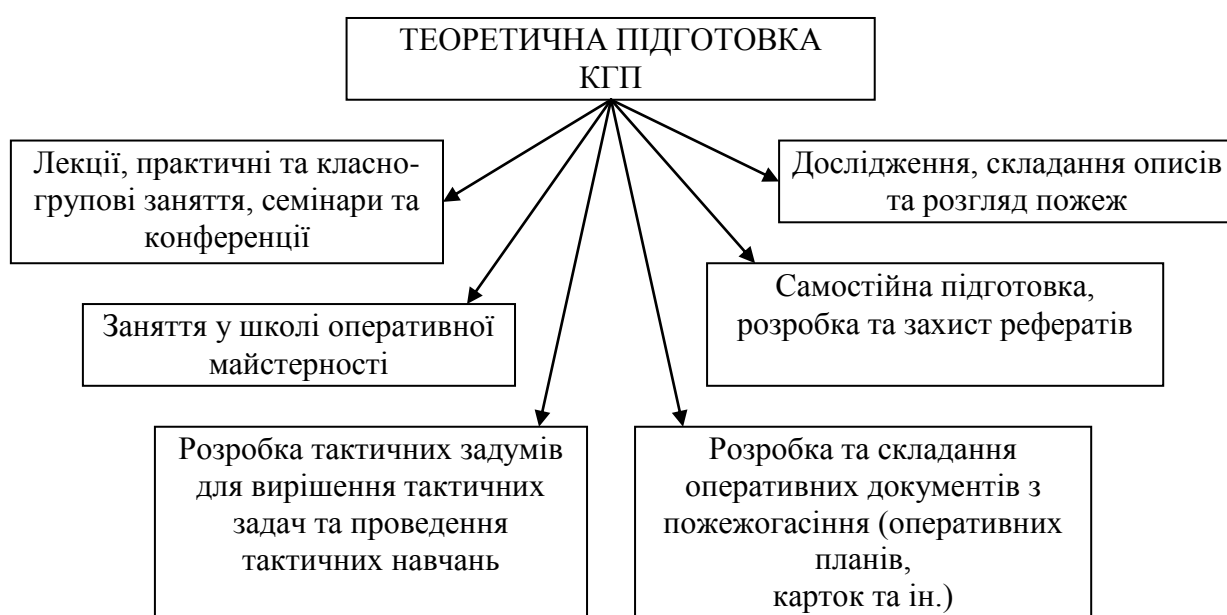 ТЕОРЕТИЧНА ПІДГОТОВКА
КГП
Лекції, практичні та класно-
групові заняття, семінари та
конференції
Дослідження, складання описів
та розгляд пожеж
Заняття у школі оперативної
майстерності
Самостійна підготовка,
розробка та захист рефератів
Розробка тактичних задумів
для вирішення тактичних
задач та проведення
тактичних навчань
Розробка та складання
оперативних документів з
пожежогасіння (оперативних
планів,
карток та ін.)